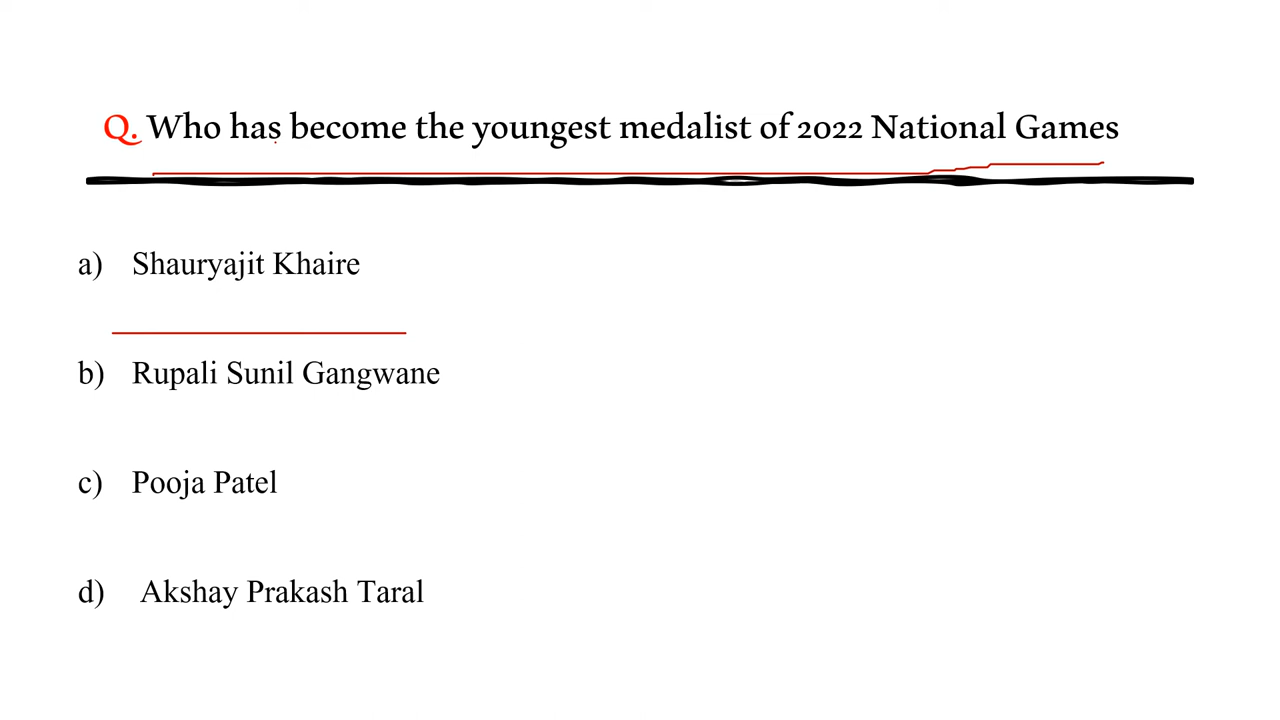 Q. Who has become the youngest medalist of 2022 National Games
a) Shauryajit Khaire
b) Rupali Sunil Gangwane
c) Pooja Patel
d) Akshay Prakash Taral